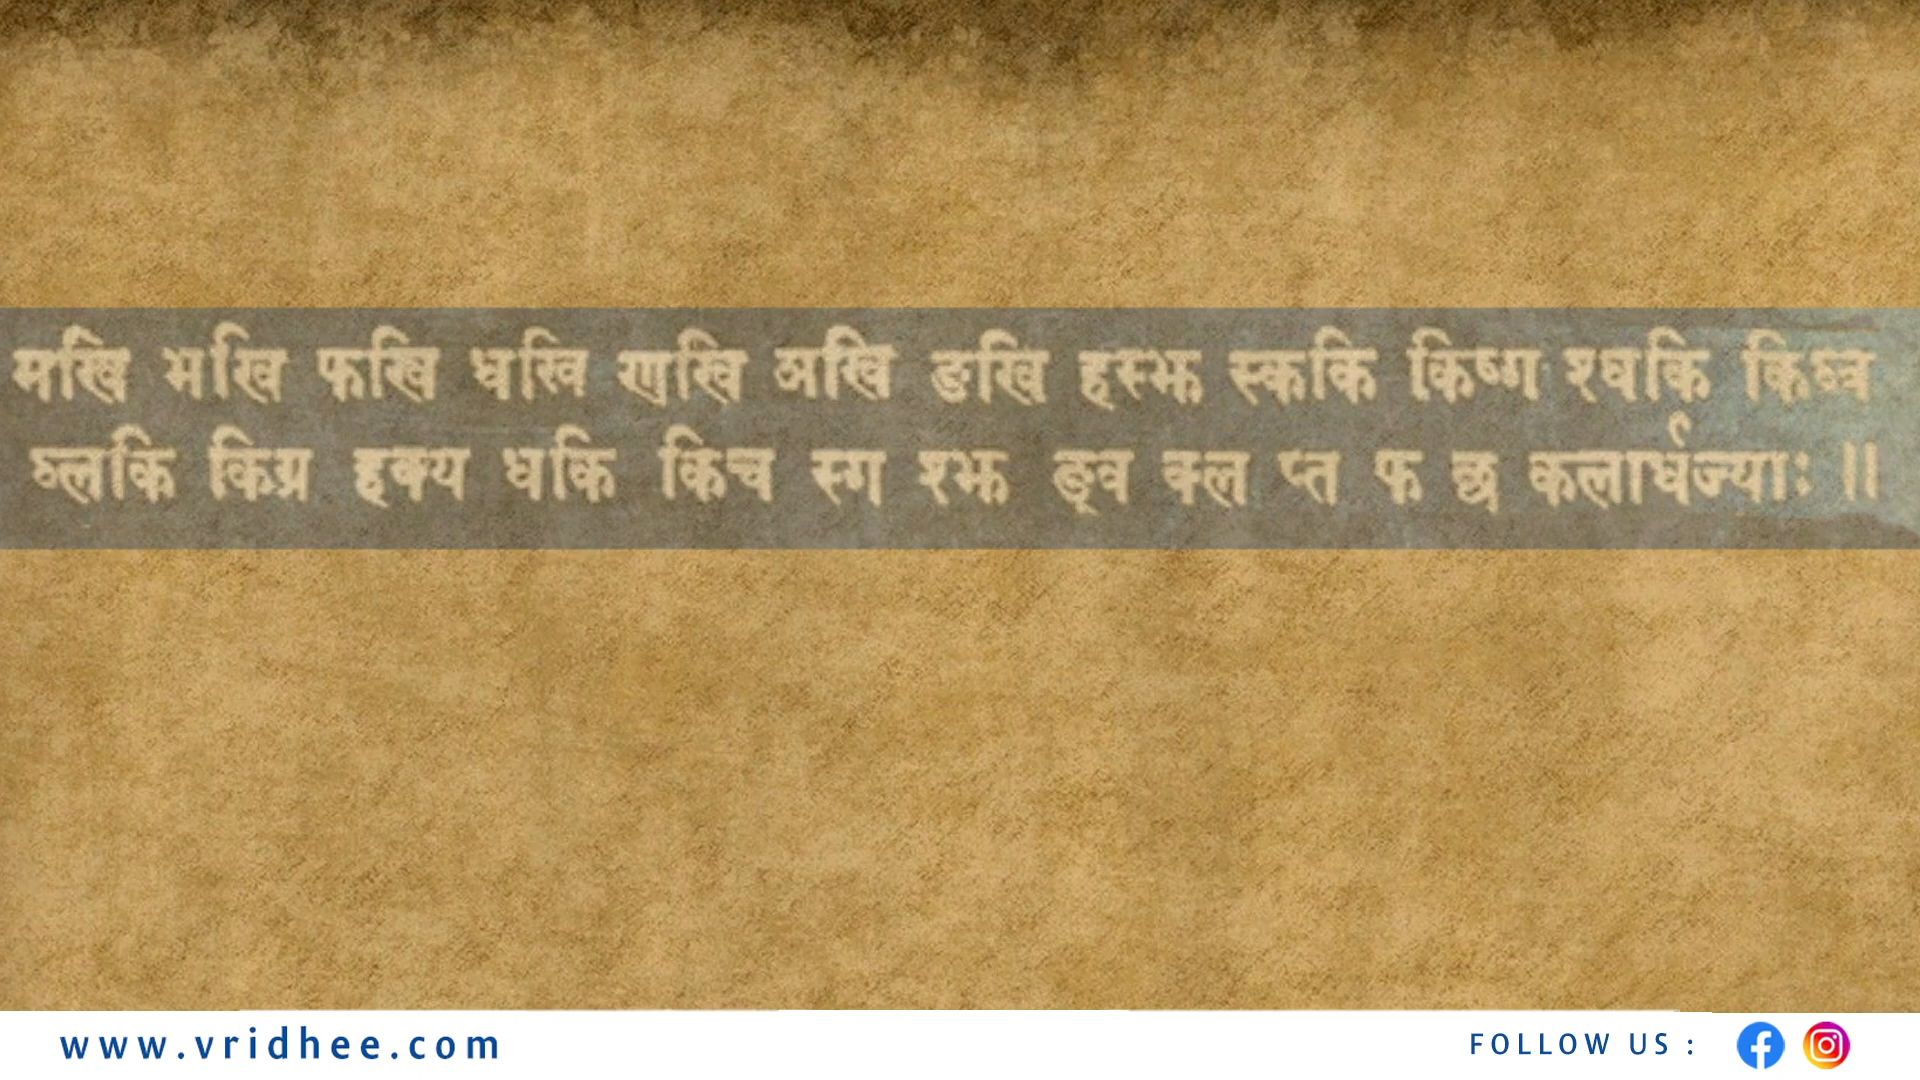 मखि भखि फखि धखि णखि ञखि ङखि हस्झ स्ककि किष्ग श्घकि किघ्व
घ्लकि किग्र हक्य धकि किच स्ग श्झ ङ्व क्ल प्त फ छ कलार्धज्याः ॥
www.vridhee.com
FOLLOW US :